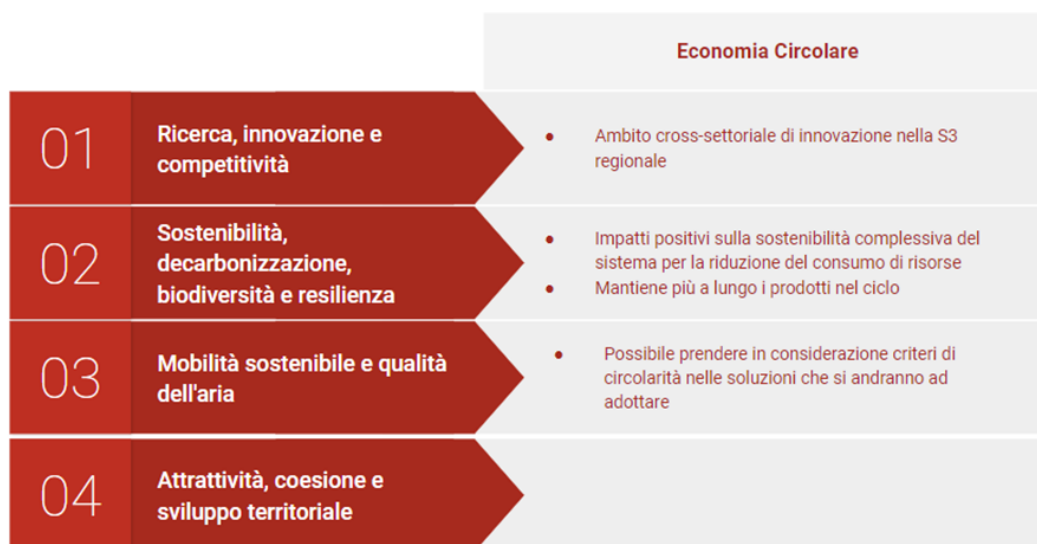 Economia Circolare
01
Ricerca, innovazione e
competitività
● Ambito cross-settoriale di innovazione nella S3
regionale
02
Sostenibilità,
decarbonizzazione,
biodiversità e resilienza
● Impatti positivi sulla sostenibilità complessiva del
sistema per la riduzione del consumo di risorse
● Mantiene più a lungo i prodotti nel ciclo
03
Mobilità sostenibile e qualità
dell'aria
● Possibile prendere in considerazione criteri di
circolarità nelle soluzioni che si andranno ad
adottare
04
Attrattività, coesione e
sviluppo territoriale